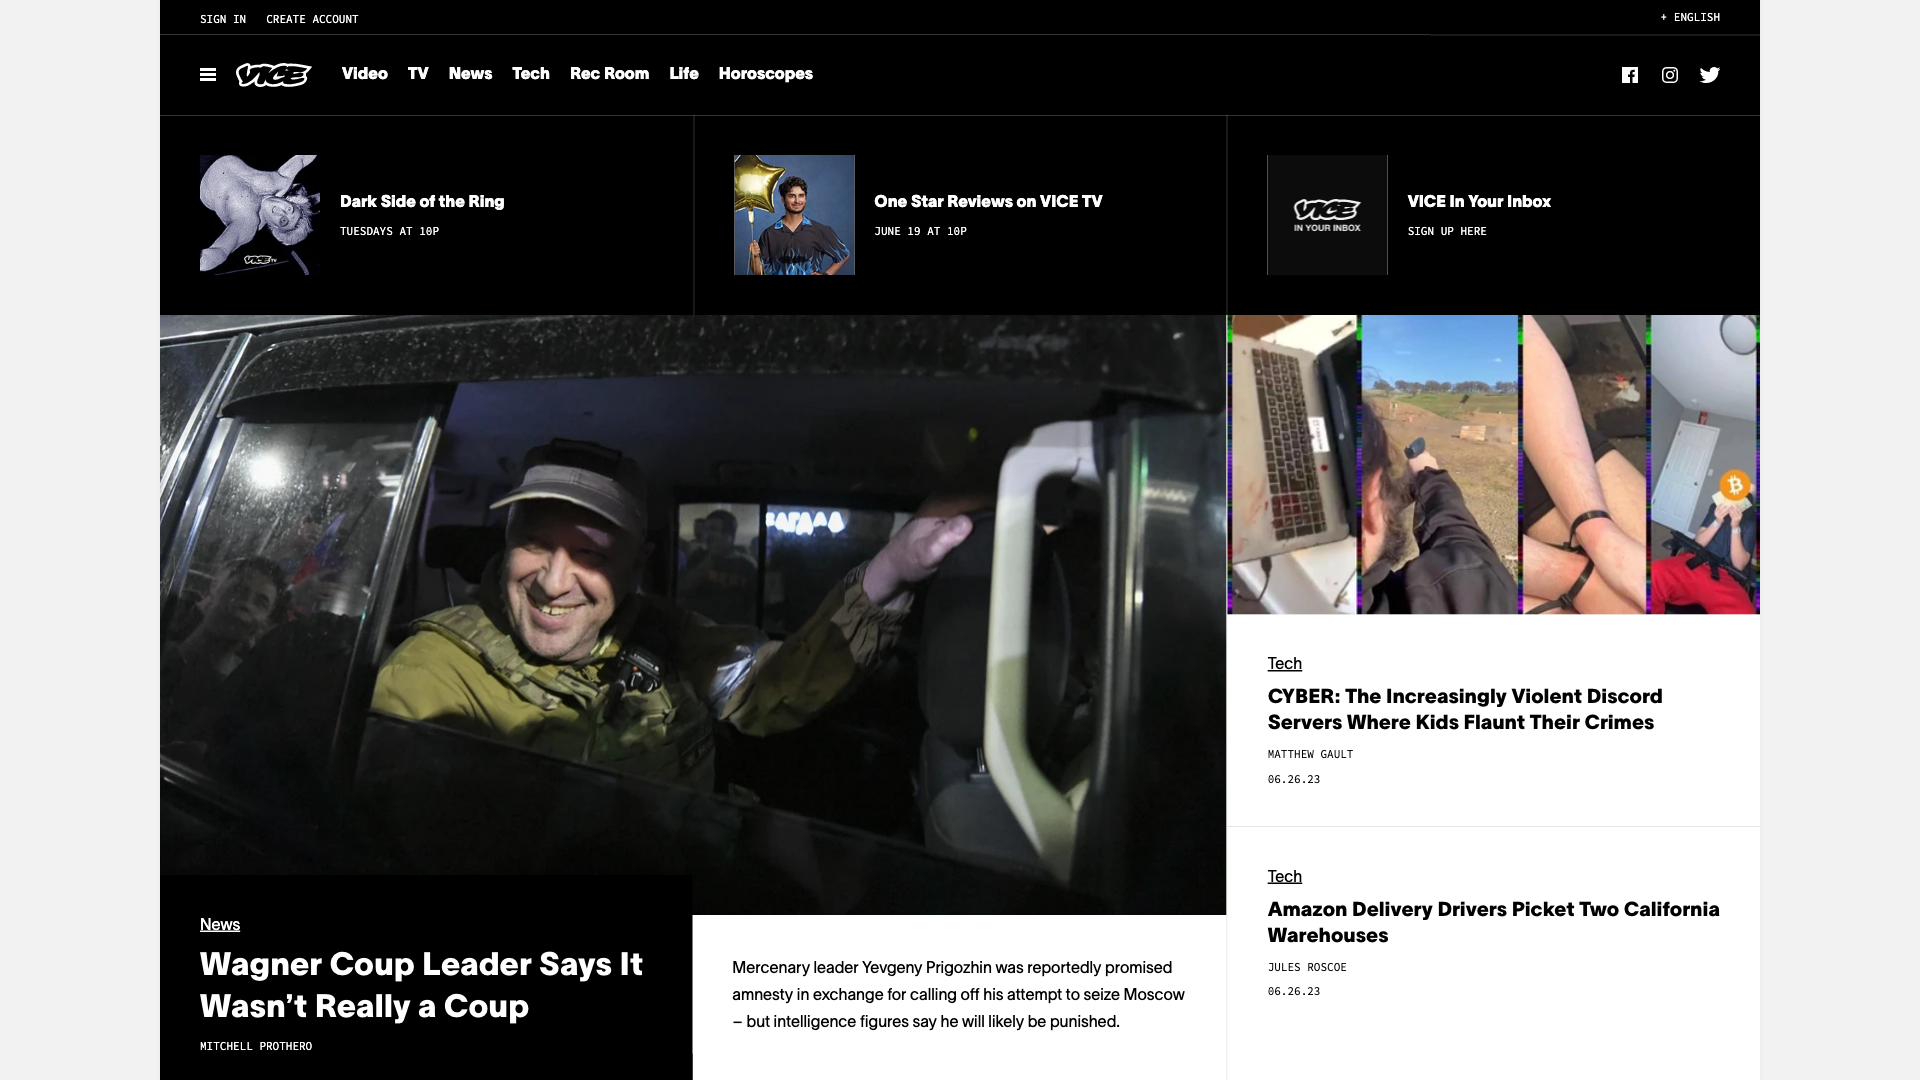 SIGN IN
CREATE ACCOUNT
+ ENGLISH
VICE
Video
TV
News
Tech
Rec Room
Life
Horoscopes
Dark Side of the Ring
TUESDAYS AT 10P
VICE TV
One Star Reviews on VICE TV
JUNE 19 AT 10P
VICE
IN YOUR INBOX
VICE In Your Inbox
SIGN UP HERE
News
Wagner Coup Leader Says It
Wasn’t Really a Coup
MITCHELL PROTHERO
Mercenary leader Yevgeny Prigozhin was reportedly promised
amnesty in exchange for calling off his attempt to seize Moscow
– but intelligence figures say he will likely be punished.
Tech
CYBER: The Increasingly Violent Discord
Servers Where Kids Flaunt Their Crimes
MATTHEW GAULT
06.26.23
Tech
Amazon Delivery Drivers Picket Two California
Warehouses
JULES ROSCOE
06.26.23